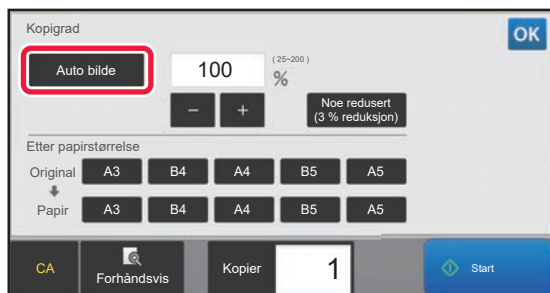 Kopigrad
OK
Auto bilde
100
(25~200)
%
−
+
Noe redusert
(3 % reduksjon)
Etter papirstørrelse
Original A3 B4 A4 B5 A5
Papir A3 B4 A4 B5 A5
CA
Forhåndsvis
Kopier
1
Start